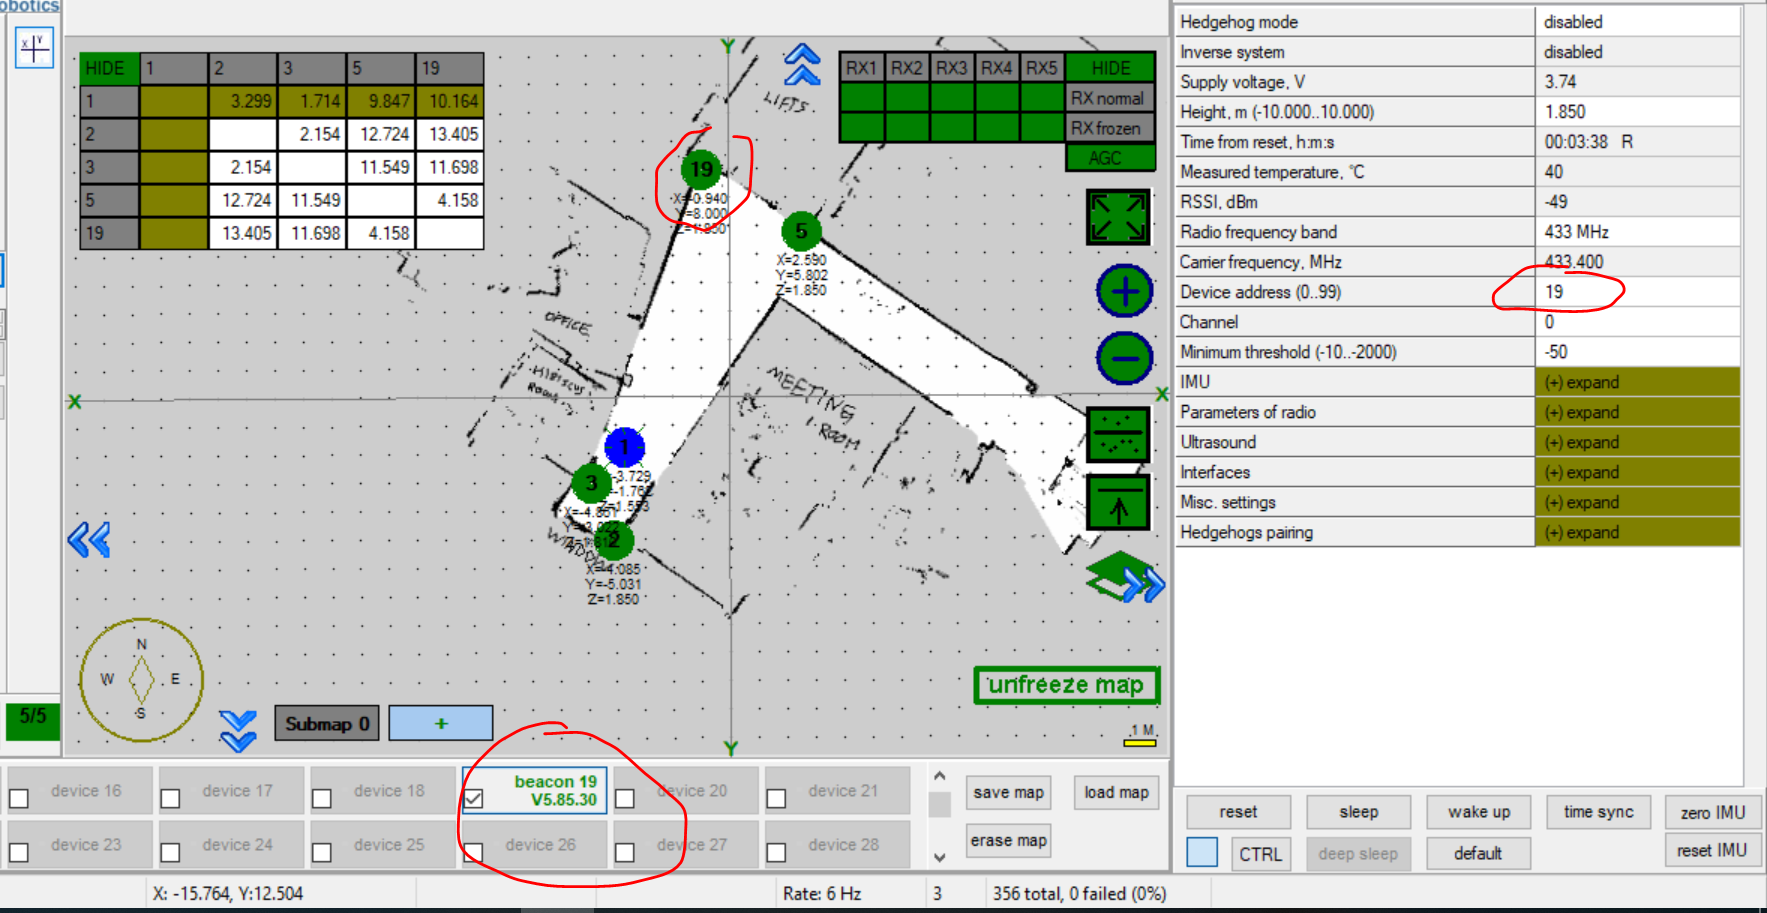 obotics
X Y
HIDE 1 2 3 5 19
1 3.299 1.714 9.847 10.164
2 2.154 12.724 13.405
3 2.154 11.549 11.698
5 12.724 11.549 4.158
19 13.405 11.698 4.158
Y
LIFTS
RX1 RX2 RX3 RX4 RX5 HIDE
RX normal
RX frozen
AGC
19
X=-0.940
Y=8.000
Z=1.850
5
X=2.590
Y=5.802
Z=1.850
OFFICE
HIBISCUS
ROOM
MEETING
ROOM
X
X
1
-3.729
Z=1.553
3
2
WINDOW
X=-4.085
Y=-5.031
Z=1.850
N
W E
S
5/5
Submap 0
+
unfreeze map
1 M
Y
device 16
device 17
device 18
beacon 19
V5.85.30
device 20
device 21
device 23
device 24
device 25
device 26
device 27
device 28
save map
load map
erase map
X: -15.764, Y:12.504
Rate: 6 Hz
3
356 total, 0 failed (0%)
Hedgehog mode disabled
Inverse system disabled
Supply voltage, V 3.74
Height, m (-10.000..10.000) 1.850
Time from reset, h:m:s 00:03:38 R
Measured temperature, °C 40
RSSI, dBm -49
Radio frequency band 433 MHz
Carrier frequency, MHz 433.400
Device address (0..99) 19
Channel 0
Minimum threshold (-10..-2000) -50
IMU (+) expand
Parameters of radio (+) expand
Ultrasound (+) expand
Interfaces (+) expand
Misc. settings (+) expand
Hedgehogs pairing (+) expand
reset
sleep
wake up
time sync
zero IMU
CTRL
deep sleep
default
reset IMU